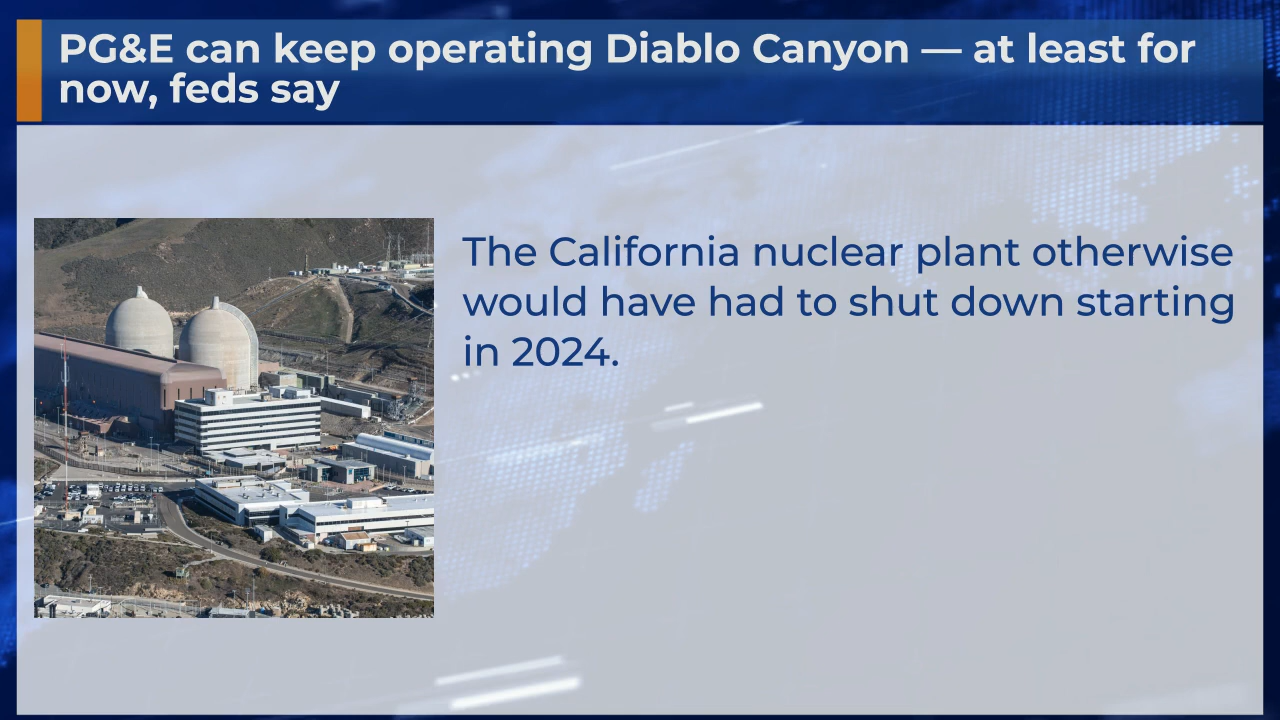 PG&E can keep operating Diablo Canyon — at least for
now, feds say
The California nuclear plant otherwise
would have had to shut down starting
in 2024.